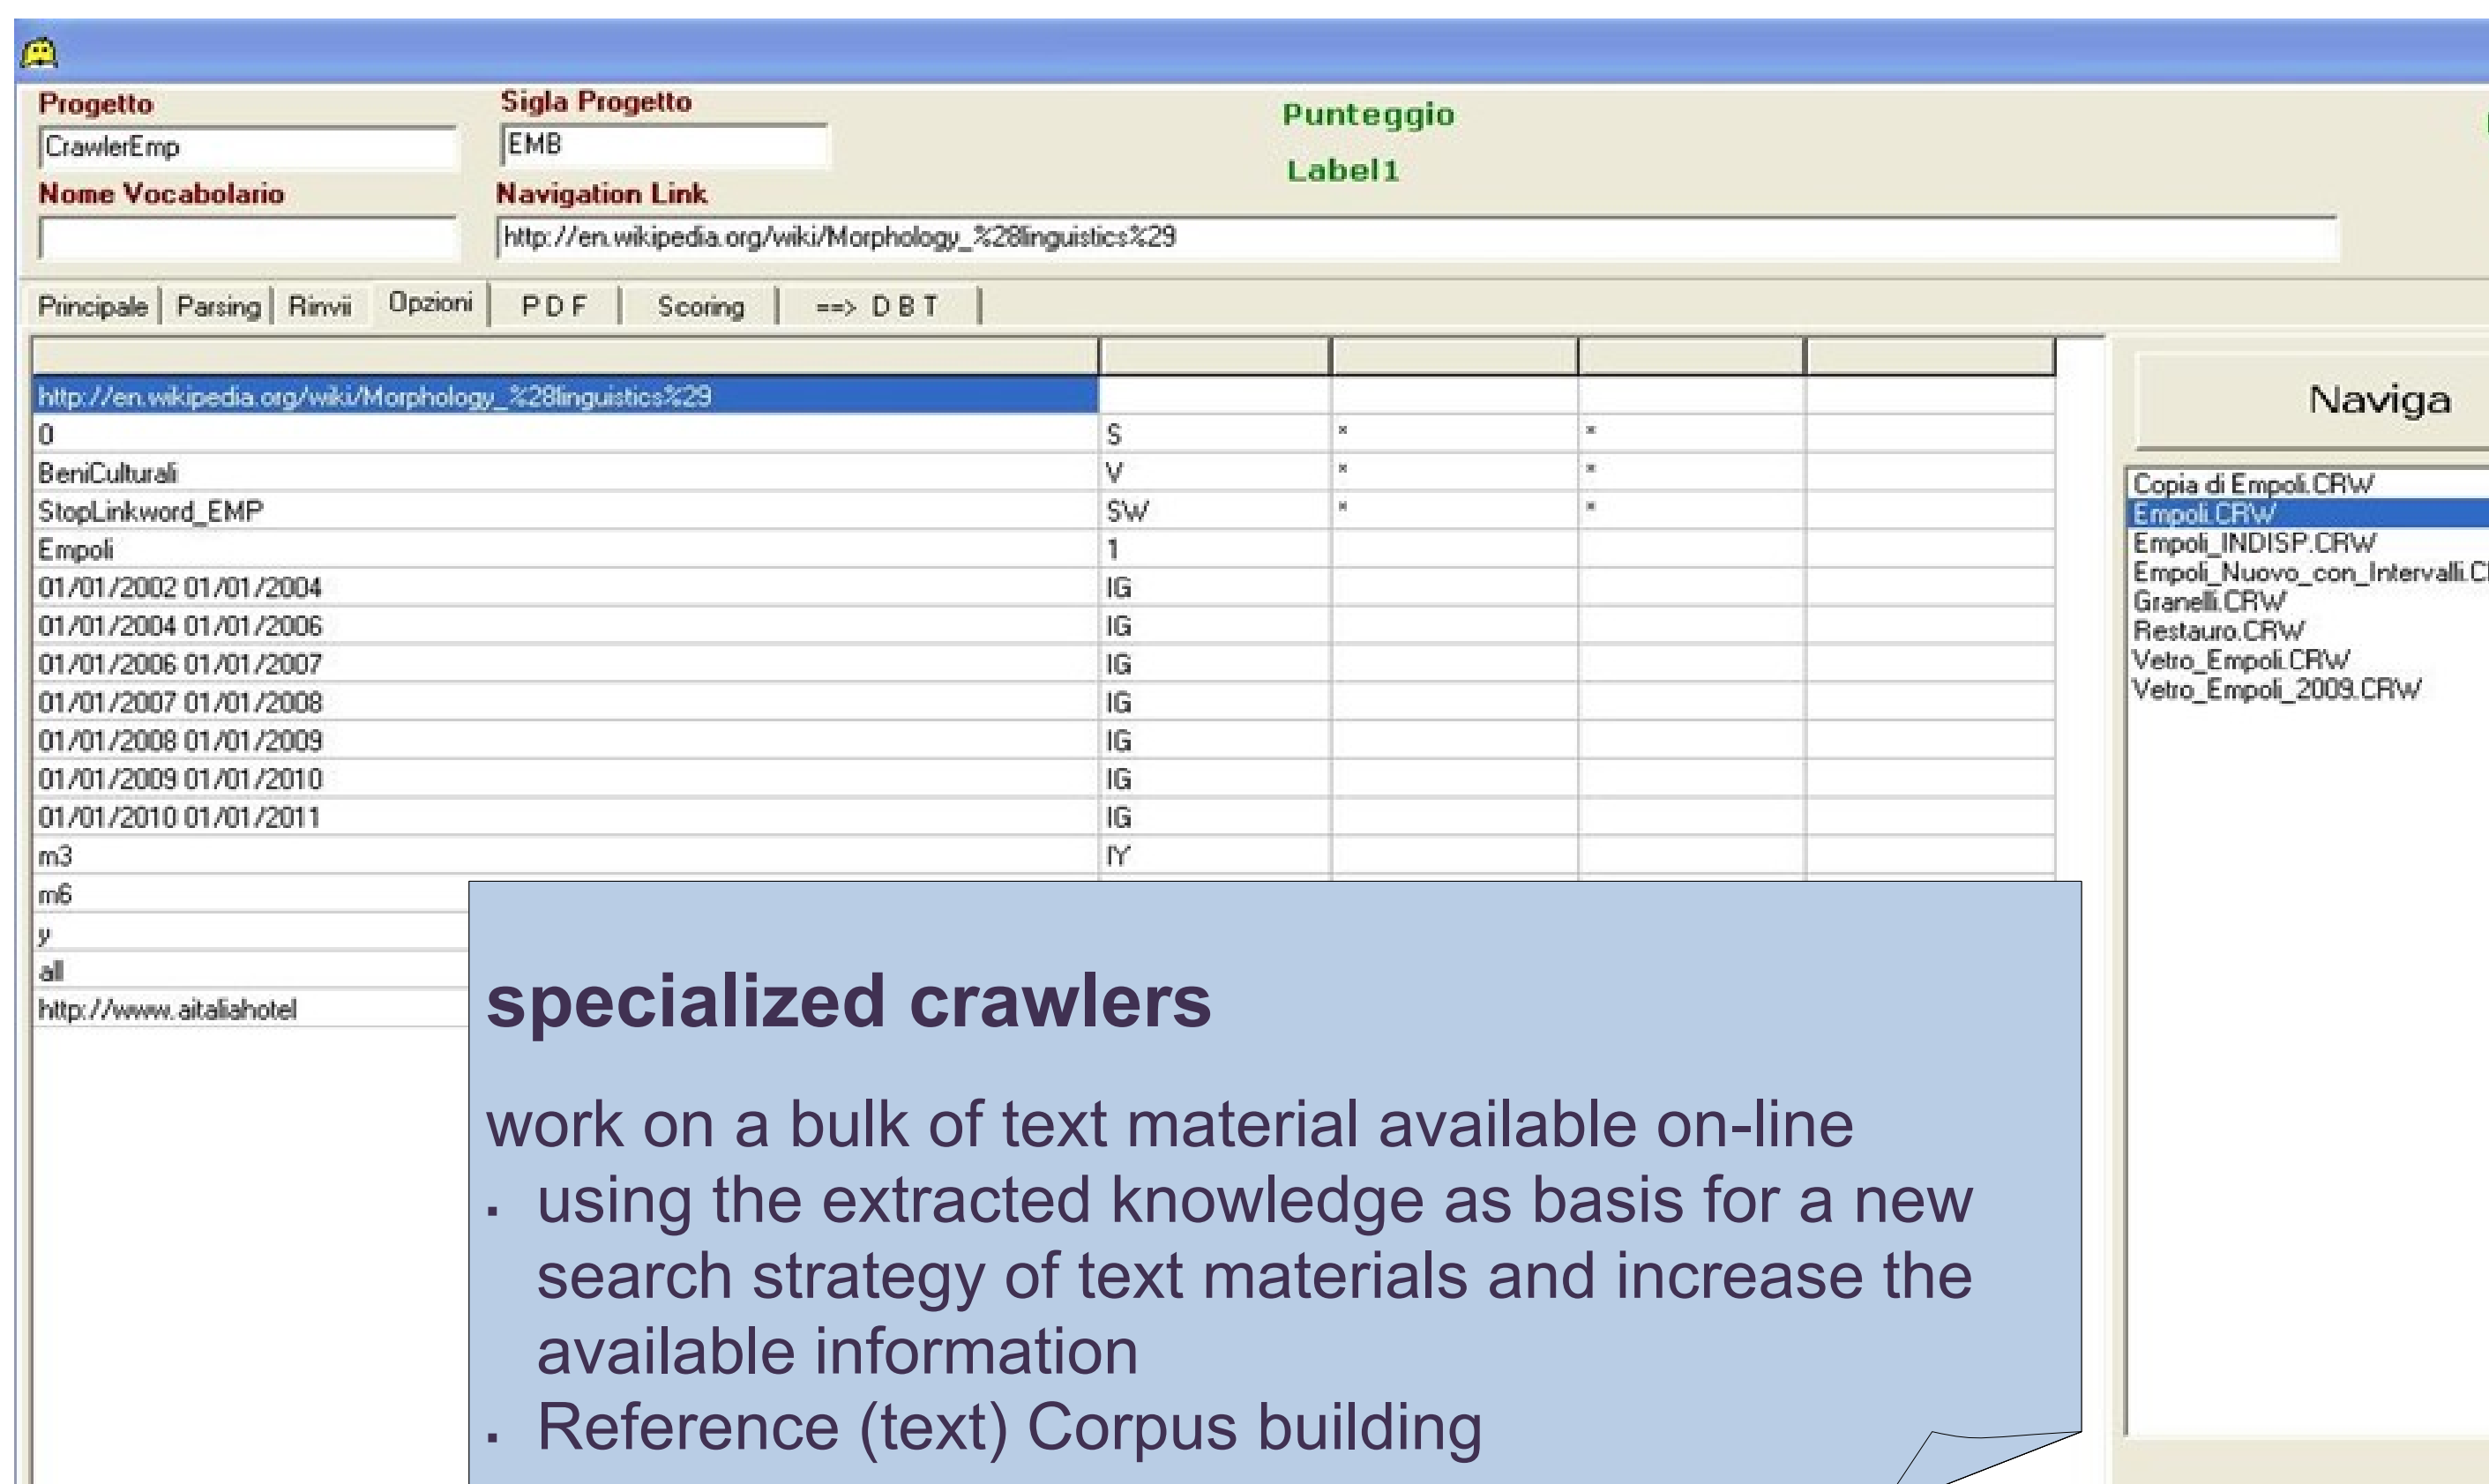 Progetto
Sigla Progetto
Punteggio
CrawlerEmp
EMB
Label1
Nome Vocabolario
Navigation Link
http://en.wikipedia.org/wiki/Morphology_%28linguistics%29
Principale Parsing Rinvii Opzioni P D F Scoring ==> D B T
http://en.wikipedia.org/wiki/Morphology_%28linguistics%29
0 S * *
BeniCulturali V * *
StopLinkword_EMP SW * *
Empoli 1
01/01/2002 01/01/2004 IG
01/01/2004 01/01/2006 IG
01/01/2006 01/01/2007 IG
01/01/2007 01/01/2008 IG
01/01/2008 01/01/2009 IG
01/01/2009 01/01/2010 IG
01/01/2010 01/01/2011 IG
m3 IY
m6
y
all
http://www.aitaliahotel
Naviga
Copia di Empoli.CRW
Empoli.CRW
Empoli_INDISP.CRW
Empoli_Nuovo_con_Intervalli.C
Granelli.CRW
Restauro.CRW
Vetro_Empoli.CRW
Vetro_Empoli_2009.CRW
specialized crawlers
work on a bulk of text material available on-line
▪ using the extracted knowledge as basis for a new
search strategy of text materials and increase the
available information
▪ Reference (text) Corpus building